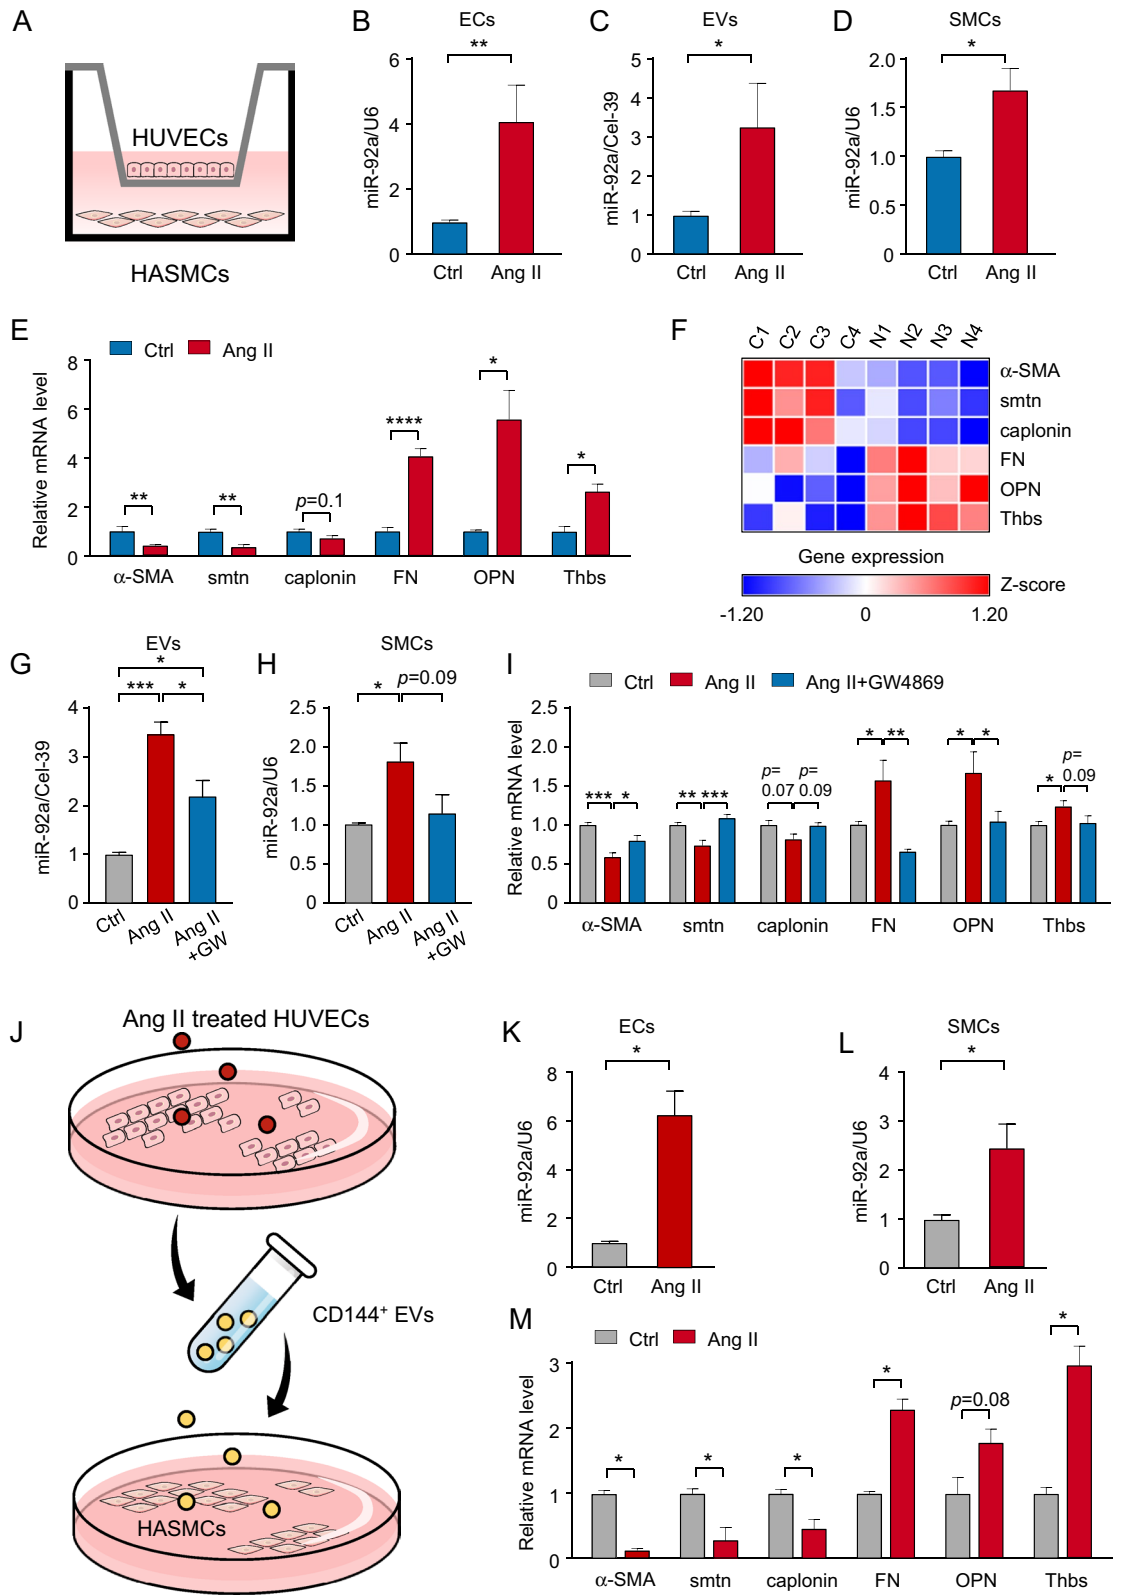 A
HUVECs
HASMCs
B
ECs
**
miR-92a/U6
6
4
2
0
Ctrl Ang II
C
EVs
*
miR-92a/Cel-39
5
4
3
2
1
0
Ctrl Ang II
D
SMCs
*
miR-92a/U6
2.0
1.5
1.0
0.5
0
Ctrl Ang II
E
Ctrl Ang II
Relative mRNA level
8
6
4
2
0
** ** p=0.1 **** * *
α-SMA smtn caplonin FN OPN Thbs
F
C1 C2 C3 C4 N1 N2 N3 N4
α-SMA
smtn
caplonin
FN
OPN
Thbs
Gene expression
Z-score
-1.20 0 1.20
G
EVs
*
*** *
miR-92a/Cel-39
4
3
2
1
0
Ctrl Ang II Ang II
+GW
H
SMCs
* p=0.09
miR-92a/U6
2.5
2.0
1.5
1.0
0.5
0
Ctrl Ang II Ang II
+GW
I
Ctrl Ang II Ang II+GW4869
Relative mRNA level
2.5
2.0
1.5
1.0
0.5
0
*** * ** *** p=
0.07 p=
0.09 * ** * * * p=
0.09
α-SMA smtn caplonin FN OPN Thbs
J
Ang II treated HUVECs
CD144+ EVs
HASMCs
K
ECs
*
miR-92a/U6
8
6
4
2
0
Ctrl Ang II
L
SMCs
*
miR-92a/U6
4
3
2
1
0
Ctrl Ang II
M
Ctrl Ang II
Relative mRNA level
3
2
1
0
* * * * p=0.08 *
α-SMA smtn caplonin FN OPN Thbs